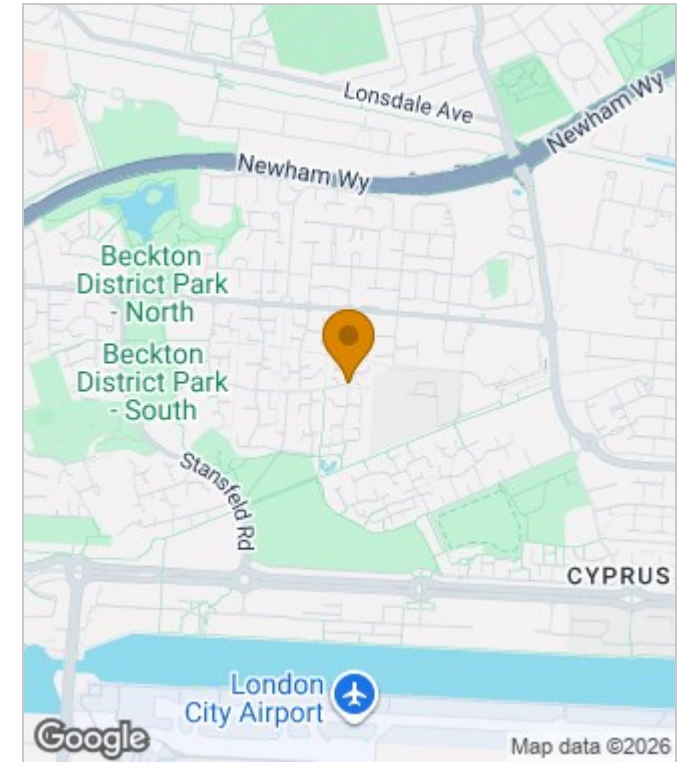 Lonsdale Ave
Newham Wy
Newham Wy
Beckton
District Park
- North
Beckton
District Park
- South
Stansfeld Rd
CYPRUS
London
City Airport
Google
Map data ©2026